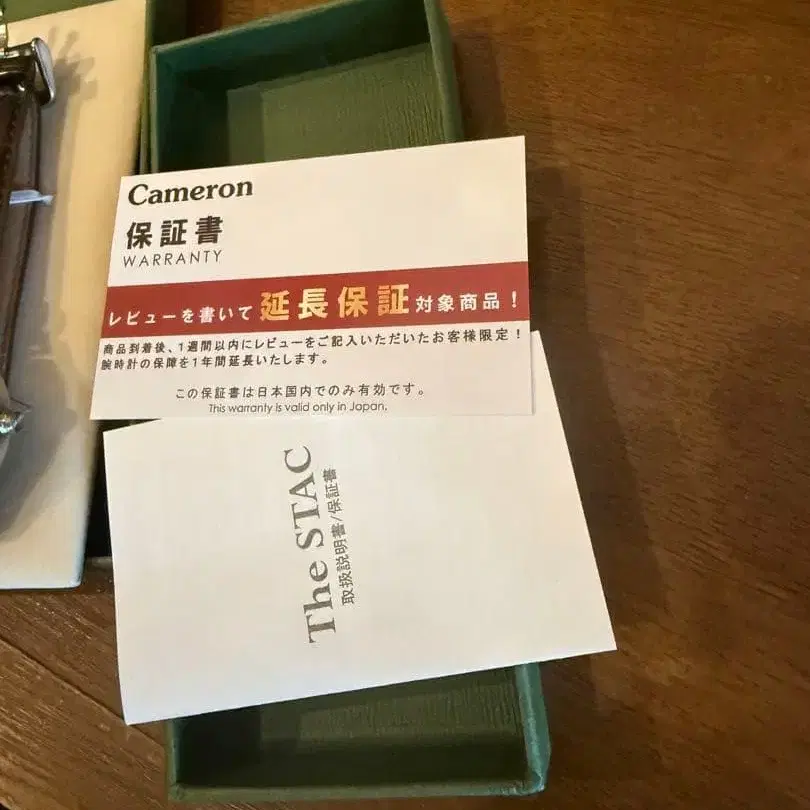 Cameron
保証書
WARRANTY
レビューを書いて延長保証対象商品！
商品到着後、1週間以内にレビューをご記入いただいたお客様限定！
腕時計の保障を1年間延長いたします。
この保証書は日本国内でのみ有効です。
This warranty is valid only in Japan.
The STAC
取扱説明書/保証書